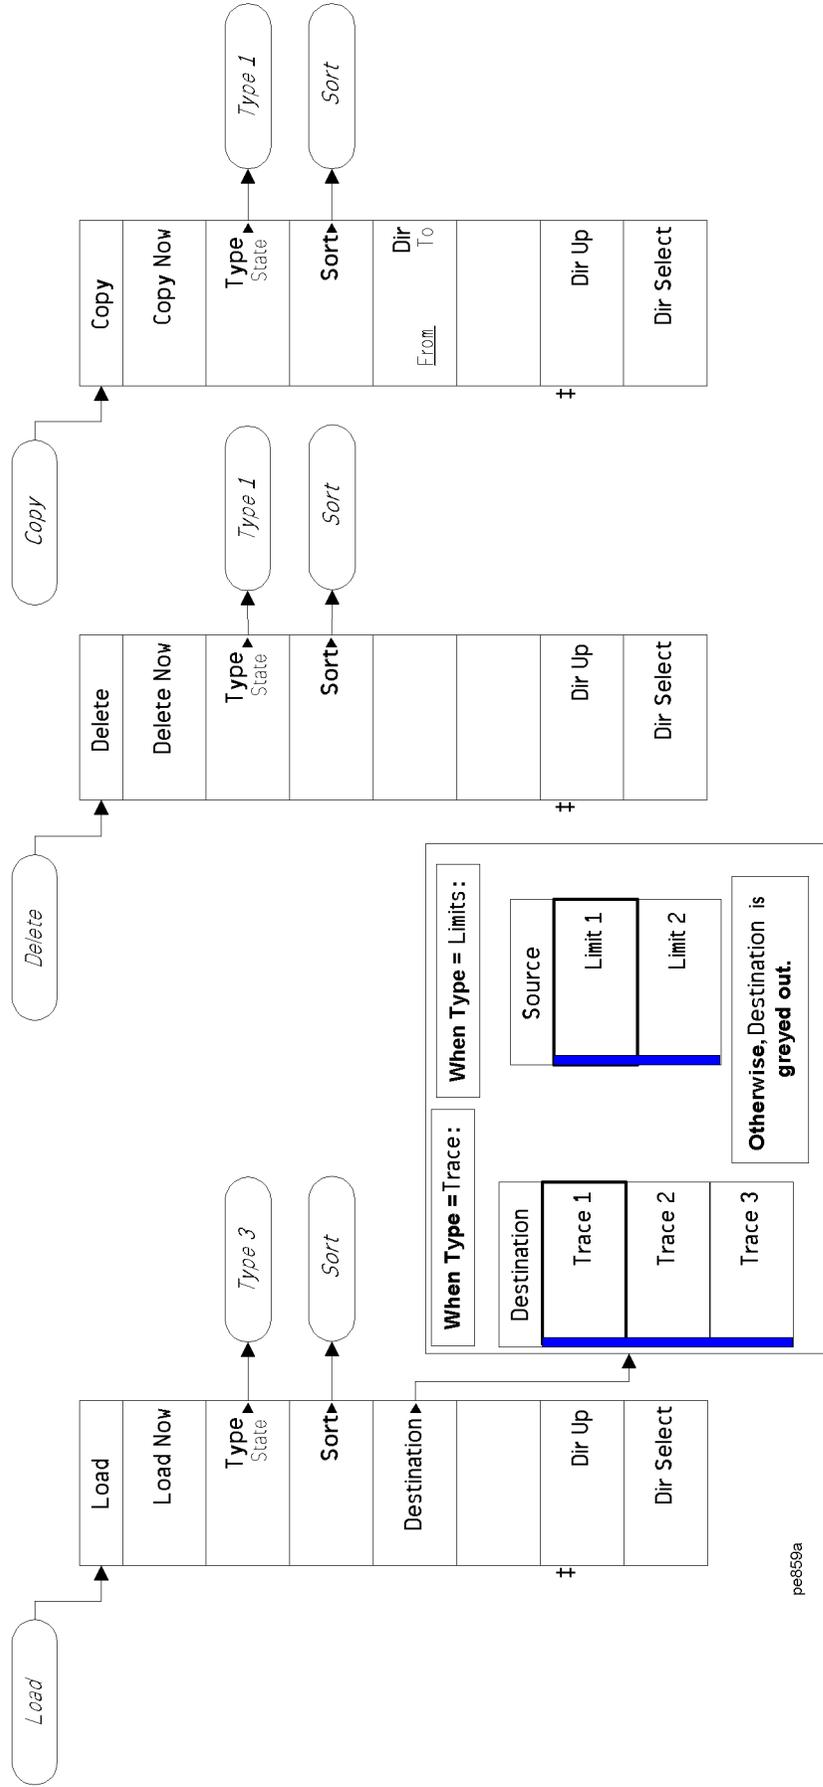 Load
Load
Load Now
Type
State
Sort
Destination
Dir Up
Dir Select
‡
Type 3
Sort
When Type = Trace:
Destination
Trace 1
Trace 2
Trace 3
When Type = Limits:
Source
Limit 1
Limit 2
Otherwise, Destination is
greyed out.
Delete
Delete
Delete Now
Type
State
Sort
Dir Up
Dir Select
‡
Type 1
Sort
Copy
Copy
Copy Now
Type
State
Sort
Dir
From To
Dir Up
Dir Select
‡
Type 1
Sort
pe859a